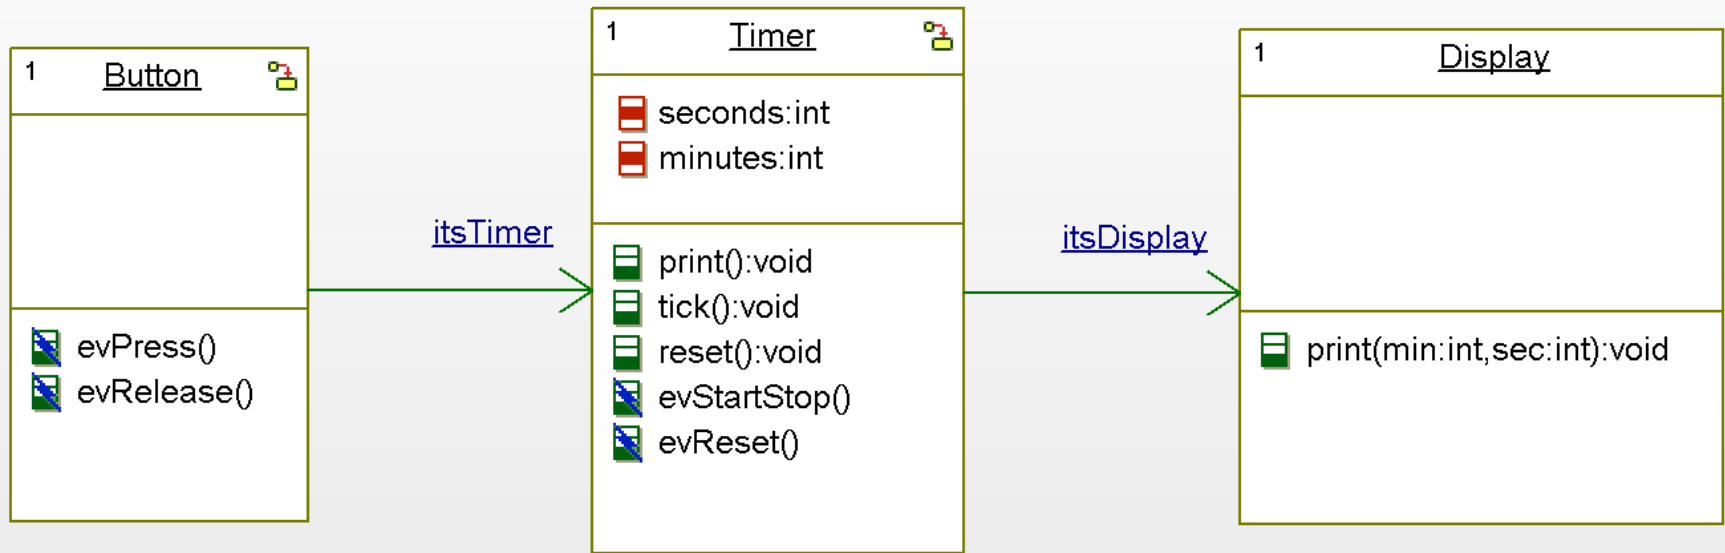 1
Button
evPress()
evRelease()
itsTimer
1
Timer
seconds:int
minutes:int
print():void
tick():void
reset():void
evStartStop()
evReset()
itsDisplay
1
Display
print(min:int,sec:int):void